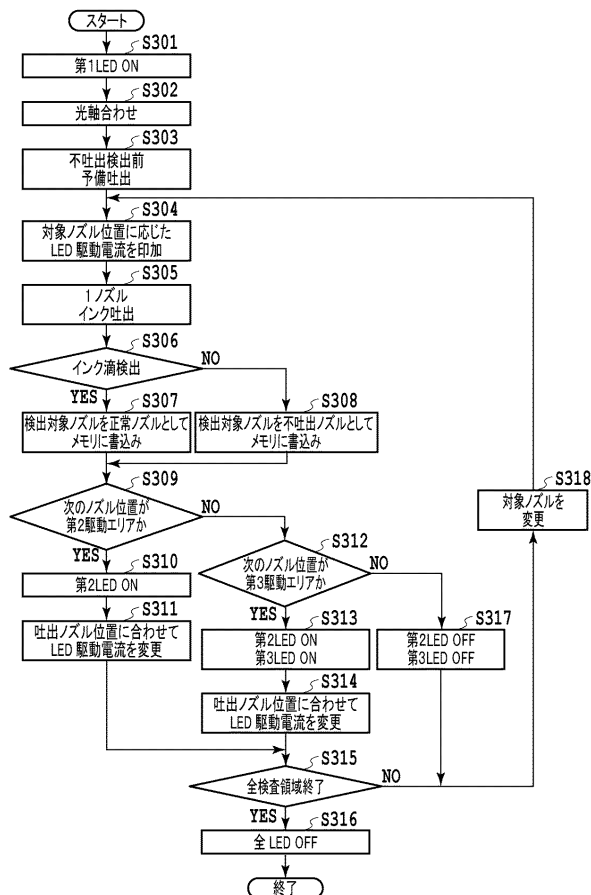 スタート
S301
第1LED ON
S302
光軸合わせ
S303
不吐出検出前
予備吐出
S304
対象ノズル位置に応じた
LED 駆動電流を印加
S305
1ノズル
インク吐出
S306
インク滴検出
NO
YES
S307
検出対象ノズルを正常ノズルとして
メモリに書込み
S308
検出対象ノズルを不吐出ノズルとして
メモリに書込み
S309
次のノズル位置が
第2駆動エリアか
NO
YES
S310
第2LED ON
S311
吐出ノズル位置に合わせて
LED 駆動電流を変更
S312
次のノズル位置が
第3駆動エリアか
NO
YES
S313
第2LED ON
第3LED ON
S314
吐出ノズル位置に合わせて
LED 駆動電流を変更
S317
第2LED OFF
第3LED OFF
S318
対象ノズルを
変更
S315
全検査領域終了
NO
YES
S316
全 LED OFF
終了